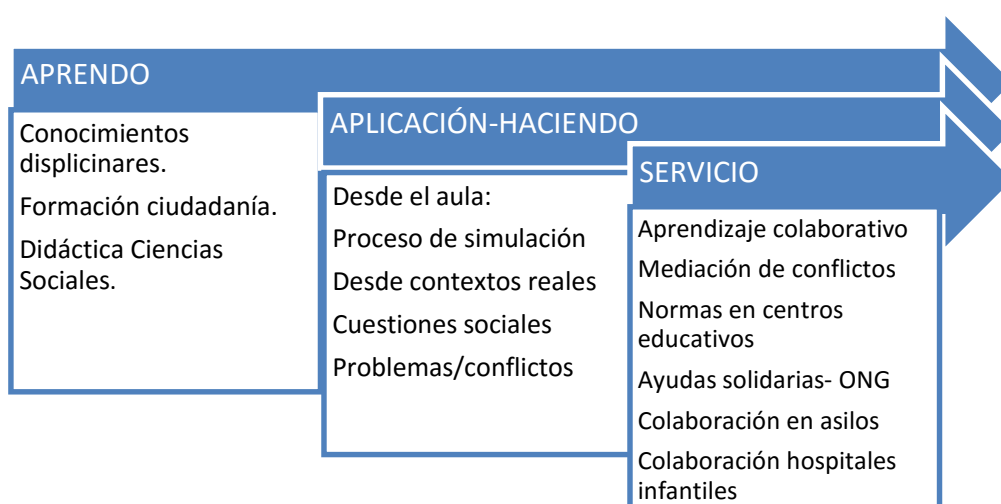 APRENDO
Conocimientos
displicinares.
Formación ciudadanía.
Didáctica Ciencias
Sociales.
APLICACIÓN-HACIENDO
Desde el aula:
Proceso de simulación
Desde contextos reales
Cuestiones sociales
Problemas/conflictos
SERVICIO
Aprendizaje colaborativo
Mediación de conflictos
Normas en centros
educativos
Ayudas solidarias- ONG
Colaboración en asilos
Colaboración hospitales
infantiles